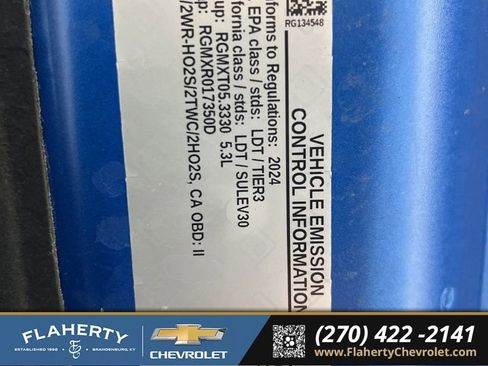 RG134548
VEHICLE EMISSION
CONTROL INFORMATION
forms to Regulations: 2024
EPA class / stds: LDT / TIER3
ifornia class / stds: LDT / SULEV30
up: RGMXT05.3330 5.3L
: RGMXR017350D
/2WR-HO2S/2TWC/2HO2S, CA OBD: II
FLAHERTY
ESTABLISHED 1996
BRANDENBURG, KY
CHEVROLET
(270) 422 -2141
www.FlahertyChevrolet.com